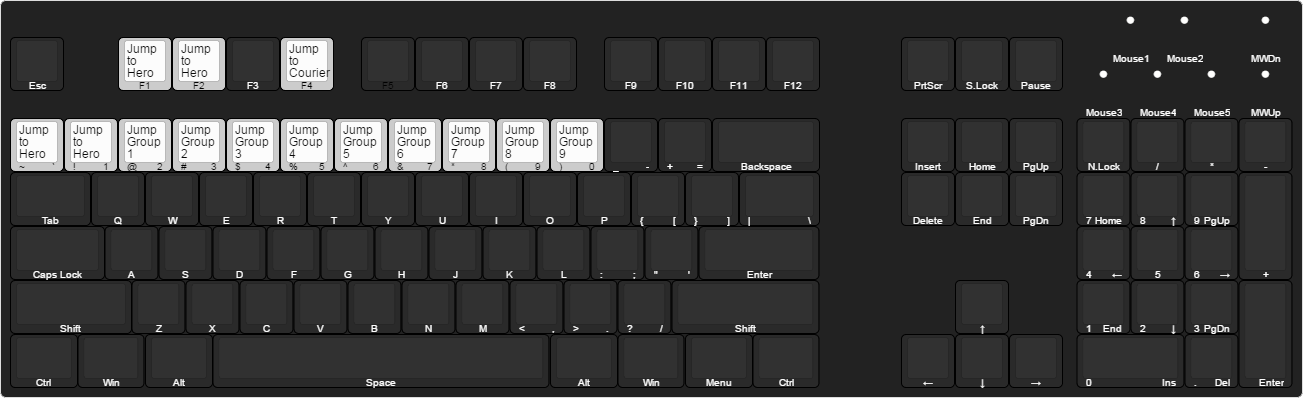 Mouse1 Mouse2 MWDn
Jump Jump Jump
to to to
Hero Hero Courier
Esc F1 F2 F3 F4 F5 F6 F7 F8 F9 F10 F11 F12 PrtScr S.Lock Pause
Mouse3 Mouse4 Mouse5 MWUp
Jump Jump Jump Jump Jump Jump Jump Jump Jump Jump Jump
to to Group Group Group Group Group Group Group Group Group
Hero Hero 1 2 3 4 5 6 7 8 9
~ ` ! 1 @ 2 # 3 $ 4 % 5 ^ 6 & 7 * 8 ( 9 ) 0 _ - + = Backspace Insert Home PgUp N.Lock / * -
Tab Q W E R T Y U I O P { [ } ] | \ Delete End PgDn 7 Home 8 ↑ 9 PgUp
Caps Lock A S D F G H J K L : ; " ' Enter 4 ← 5 6 → +
Shift Z X C V B N M < , > . ? / Shift ↑ 1 End 2 ↓ 3 PgDn
Ctrl Win Alt Space Alt Win Menu Ctrl ← ↓ → 0 Ins . Del Enter